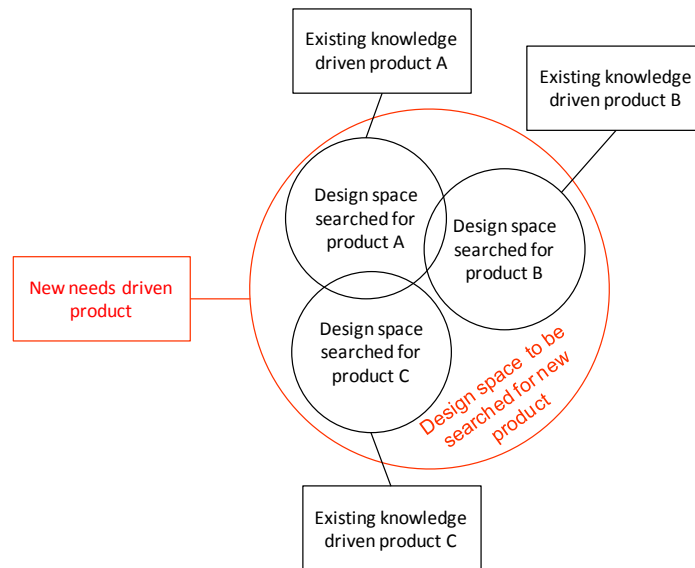 Existing knowledge
driven product A
Existing knowledge
driven product B
Design space
searched for
product A
Design space
searched for
product B
New needs driven
product
Design space
searched for
product C
Design space to be
searched for new
product
Existing knowledge
driven product C